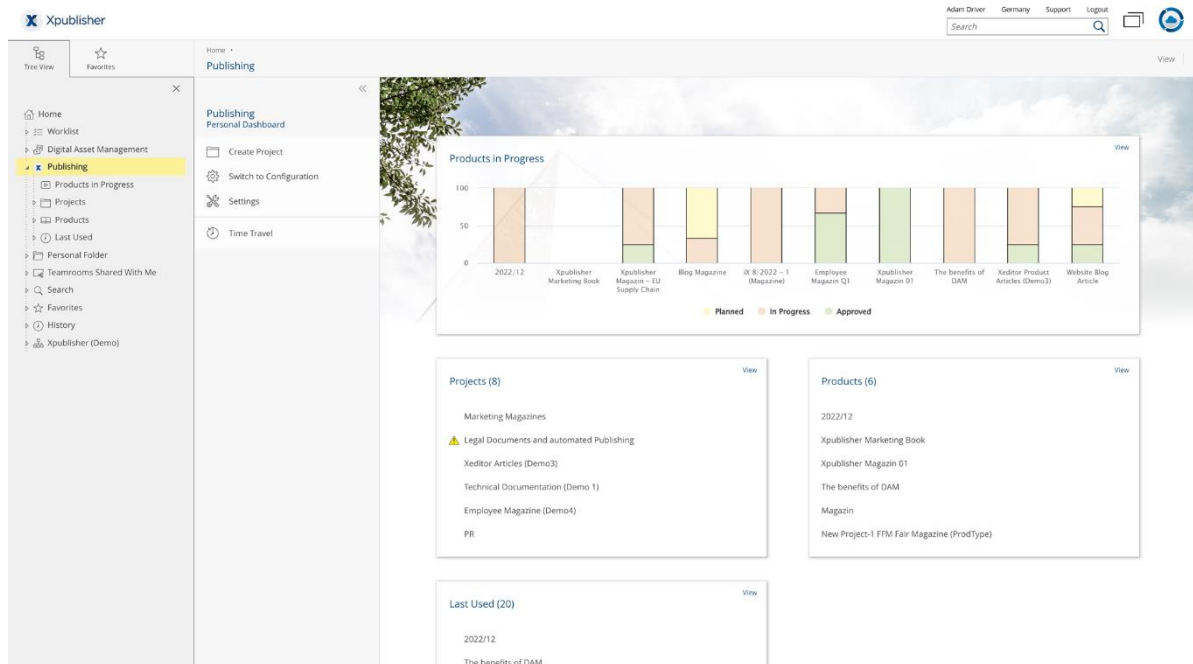 Xpublisher
Adam Driver Germany Support Logout
Search
Tree View
Favorites
Home
Publishing
View
Home
Worklist
Digital Asset Management
Publishing
Products in Progress
Projects
Products
Last Used
Personal Folder
Teamrooms Shared With Me
Search
Favorites
History
Xpublisher (Demo)
Publishing
Personal Dashboard
Create Project
Switch to Configuration
Settings
Time Travel
Products in Progress
View
100
50
0
2022/12
Xpublisher
Marketing Book
Xpublisher
Magazin – EU
Supply Chain
Blog Magazine
iX 8/2022 – 1
(Magazine)
Employee
Magazin Q1
Xpublisher
Magazin 01
The benefits of
DAM
Xeditor Product
Articles (Demo3)
Website Blog
Article
Planned In Progress Approved
Projects (8)
View
Marketing Magazines
Legal Documents and automated Publishing
Xeditor Articles (Demo3)
Technical Documentation (Demo 1)
Employee Magazine (Demo4)
PR
Products (6)
View
2022/12
Xpublisher Marketing Book
Xpublisher Magazin 01
The benefits of DAM
Magazin
New Project-1 FFM Fair Magazine (ProdType)
Last Used (20)
View
2022/12
The benefits of DAM